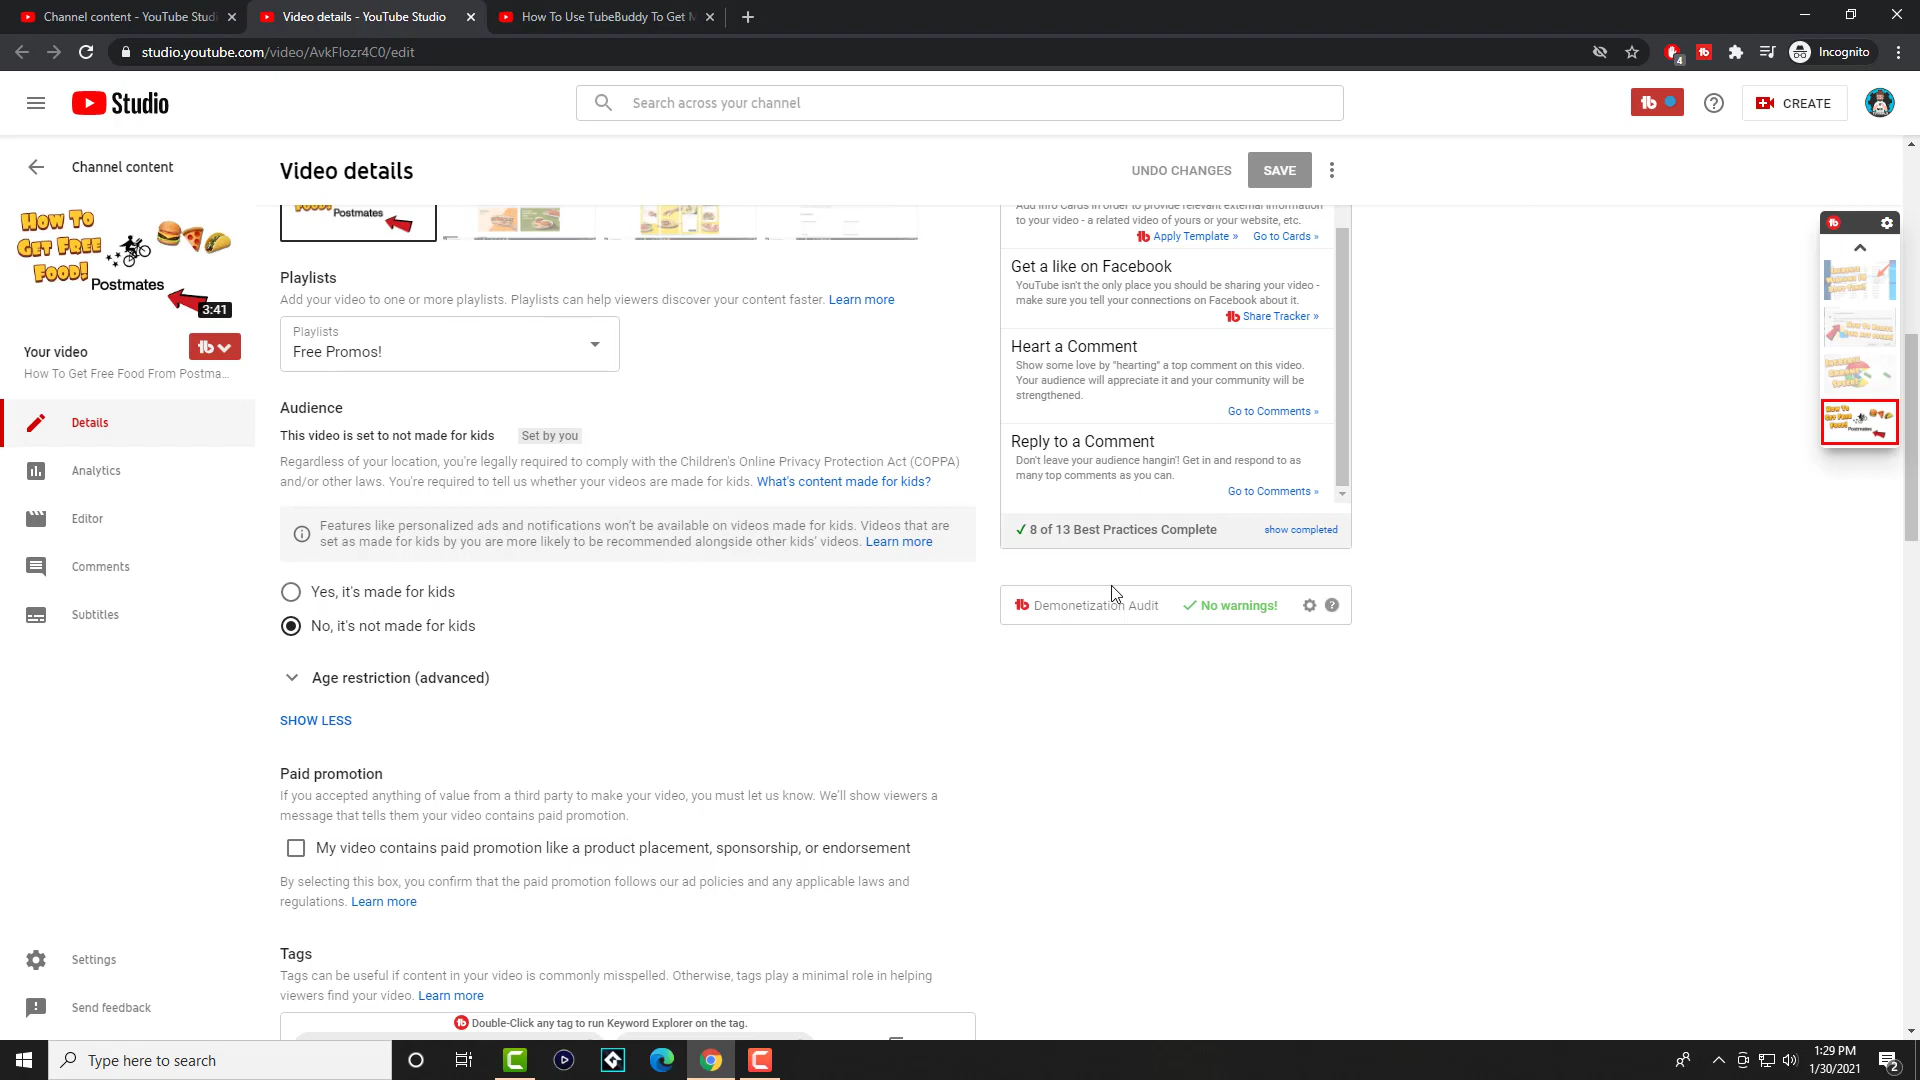 Channel content - YouTube Studi
Video details - YouTube Studio
How To Use TubeBuddy To Get M
studio.youtube.com/video/AvkFlozr4C0/edit
4
Incognito
Studio
Search across your channel
CREATE
Channel content
Video details
UNDO CHANGES
SAVE
How To
Get Free
Food!
Postmates
3:41
Your video
How To Get Free Food From Postma...
Details
Analytics
Editor
Comments
Subtitles
Settings
Send feedback
Postmates
Playlists
Add your video to one or more playlists. Playlists can help viewers discover your content faster. Learn more
Playlists
Free Promos!
Audience
This video is set to not made for kids
Set by you
Regardless of your location, you're legally required to comply with the Children's Online Privacy Protection Act (COPPA)
and/or other laws. You're required to tell us whether your videos are made for kids. What's content made for kids?
Features like personalized ads and notifications won't be available on videos made for kids. Videos that are
set as made for kids by you are more likely to be recommended alongside other kids' videos. Learn more
Yes, it's made for kids
No, it's not made for kids
Age restriction (advanced)
SHOW LESS
Paid promotion
If you accepted anything of value from a third party to make your video, you must let us know. We'll show viewers a
message that tells them your video contains paid promotion.
My video contains paid promotion like a product placement, sponsorship, or endorsement
By selecting this box, you confirm that the paid promotion follows our ad policies and any applicable laws and
regulations. Learn more
Tags
Tags can be useful if content in your video is commonly misspelled. Otherwise, tags play a minimal role in helping
viewers find your video. Learn more
Double-Click any tag to run Keyword Explorer on the tag.
Add Info Cards in order to provide relevant external information
to your video - a related video of yours or your website, etc.
Apply Template » Go to Cards »
Get a like on Facebook
YouTube isn't the only place you should be sharing your video -
make sure you tell your connections on Facebook about it.
Share Tracker »
Heart a Comment
Show some love by "hearting" a top comment on this video.
Your audience will appreciate it and your community will be
strengthened.
Go to Comments »
Reply to a Comment
Don't leave your audience hangin'! Get in and respond to as
many top comments as you can.
Go to Comments »
8 of 13 Best Practices Complete
show completed
Demonetization Audit
No warnings!
How To
Get Free
Food!
Postmates
Type here to search
1:29 PM
1/30/2021
2